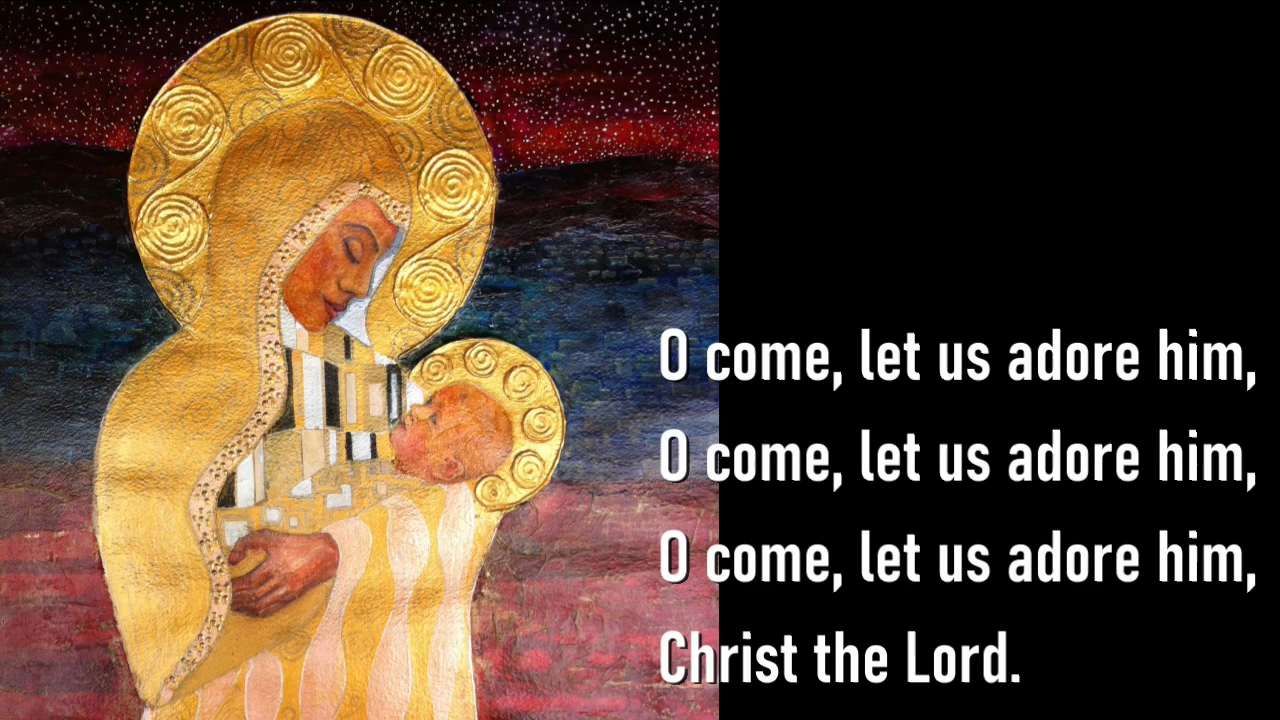 O come, let us adore him,
O come, let us adore him,
O come, let us adore him,
Christ the Lord.